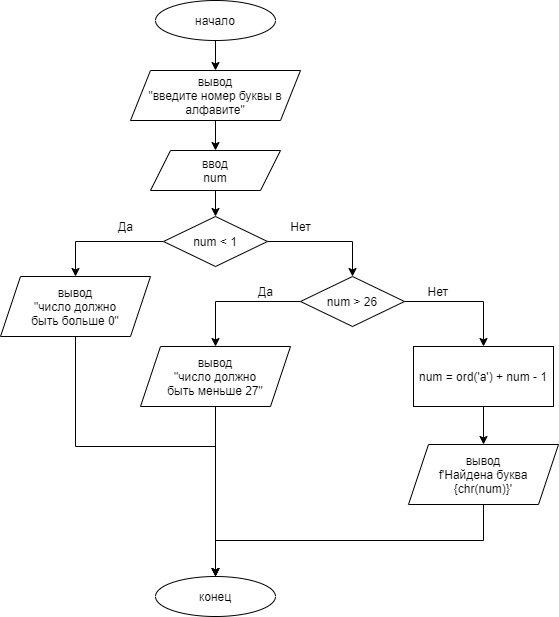 начало
вывод
"введите номер буквы в
алфавите"
ввод
num
Да
num < 1
Нет
вывод
"число должно
быть больше 0"
Да
num > 26
Нет
вывод
"число должно
быть меньше 27"
num = ord('a') + num - 1
вывод
f'Найдена буква
{chr(num)}'
конец